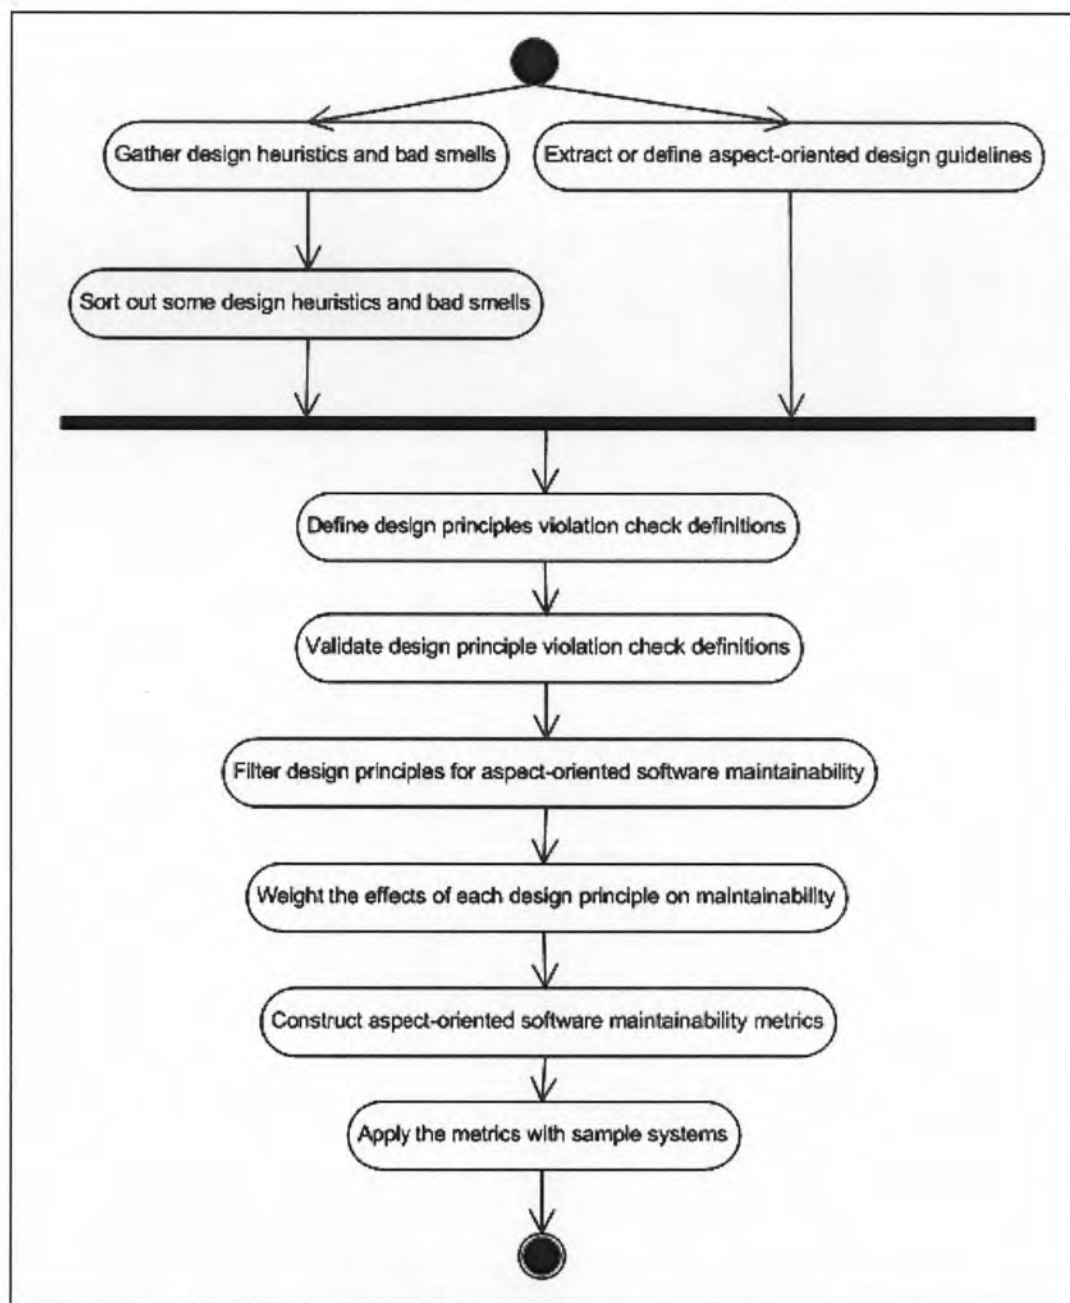 Gather design heuristics and bad smells
Extract or define aspect-oriented design guidelines
Sort out some design heuristics and bad smells
Define design principles violation check definitions
Validate design principle violation check definitions
Filter design principles for aspect-oriented software maintainability
Weight the effects of each design principle on maintainability
Construct aspect-oriented software maintainability metrics
Apply the metrics with sample systems